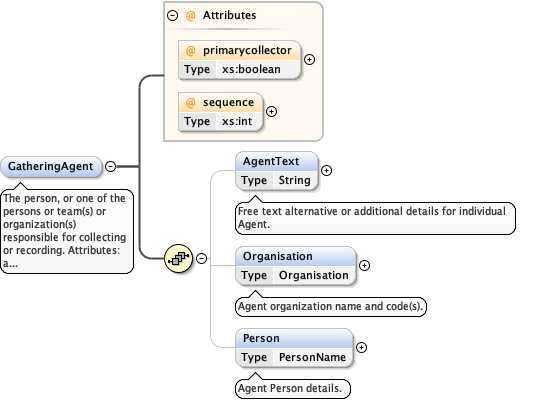 @ Attributes
@ primarycollector
Type xs:boolean
@ sequence
Type xs:int
GatheringAgent
The person, or one of the
persons or team(s) or
organization(s)
responsible for collecting
or recording. Attributes:
a...
AgentText
Type String
Free text alternative or additional details for individual
Agent.
Organisation
Type Organisation
Agent organization name and code(s).
Person
Type PersonName
Agent Person details.